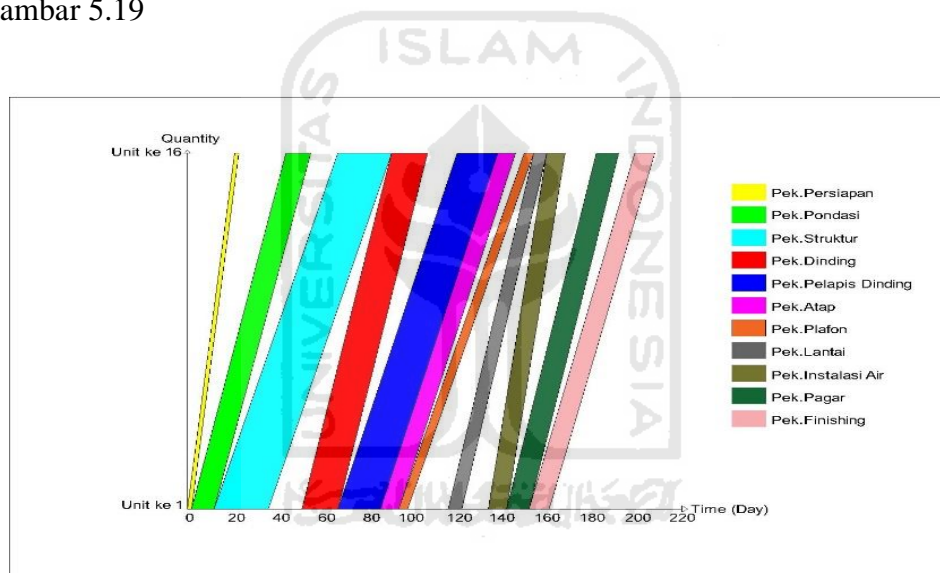 ambar 5.19
ISLAM
UNIVERSITAS
INDONESIA
Quantity
Unit ke 16
Pek.Persiapan
Pek.Pondasi
Pek.Struktur
Pek.Dinding
Pek.Pelapis Dinding
Pek.Atap
Pek.Plafon
Pek.Lantai
Pek.Instalasi Air
Pek.Pagar
Pek.Finishing
Unit ke 1
Time (Day)
0 20 40 60 80 100 120 140 160 180 200 220